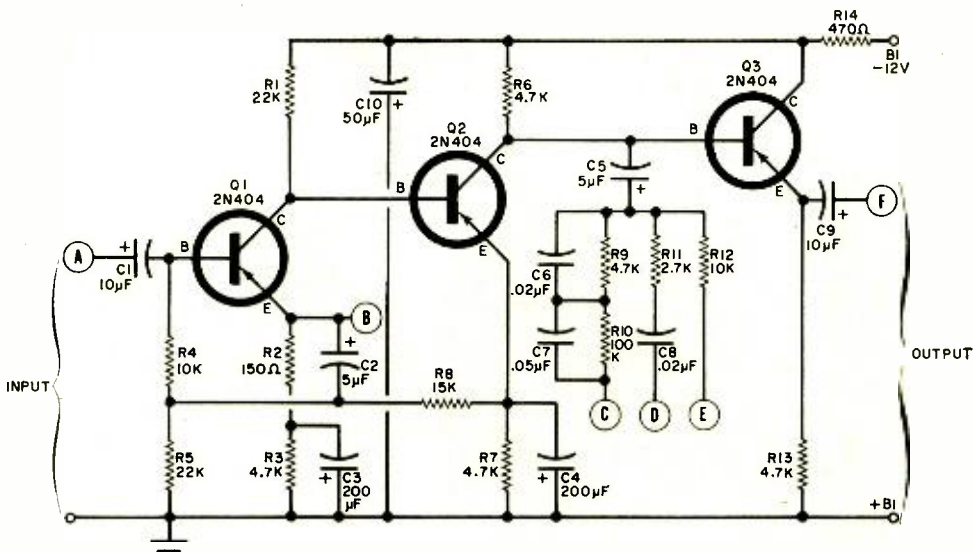 R14
470Ω
B1
-12V
R1
22K
C10
50µF
+
R6
4.7K
Q3
2N404
C
B
E
Q2
2N404
C
B
E
C5
5µF
+
Q1
2N404
C
B
E
A
+
C1
10µF
C9
10µF
+
F
C6
.02µF
R9
4.7K
R11
2.7K
R12
10K
B
R4
10K
R2
150Ω
+
C2
5µF
C7
.05µF
R10
100
K
C8
.02µF
INPUT
OUTPUT
R8
15K
C
D
E
R5
22K
R3
4.7K
+
C3
200
µF
R7
4.7K
+
C4
200µF
R13
4.7K
+B1